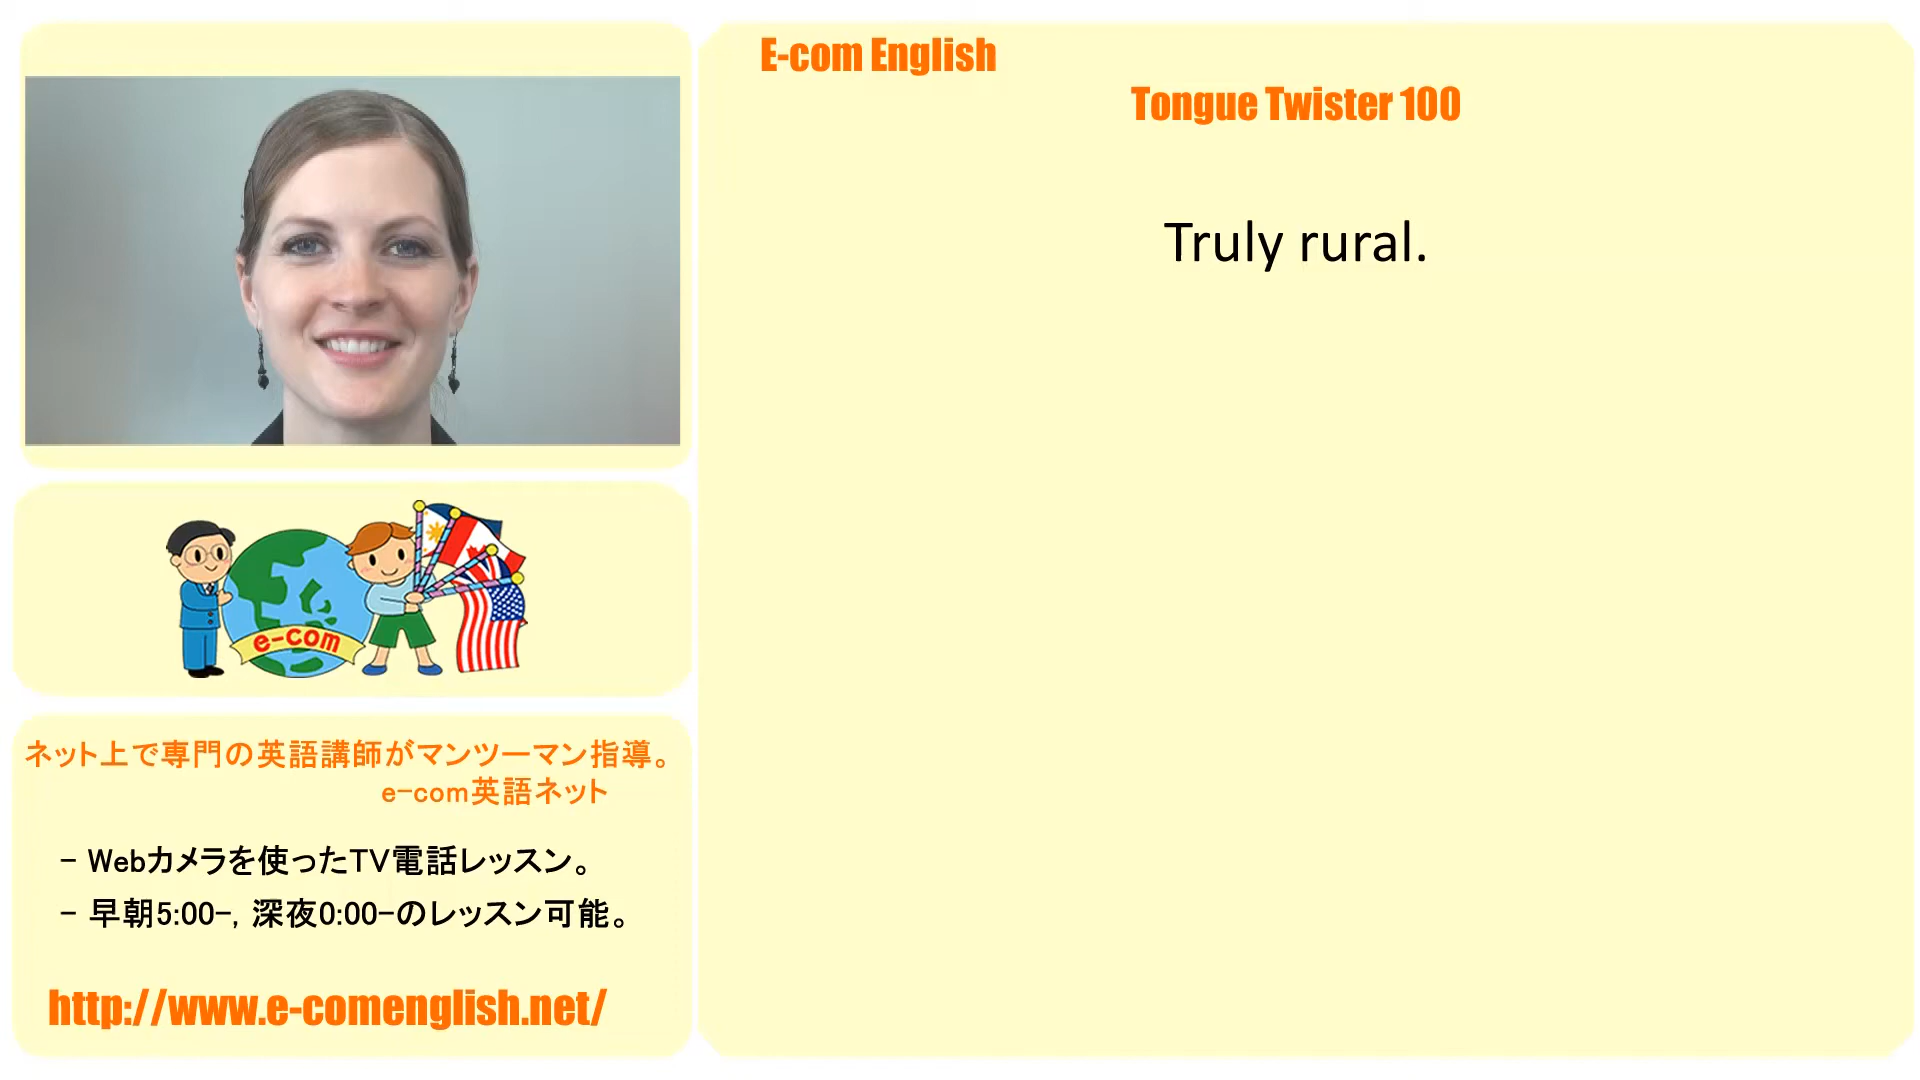 E-com English
Tongue Twister 100
Truly rural.
e-com
ネット上で専門の英語講師がマンツーマン指導。
e-com英語ネット
- Webカメラを使ったTV電話レッスン。
- 早朝5:00-, 深夜0:00-のレッスン可能。
http://www.e-comenglish.net/